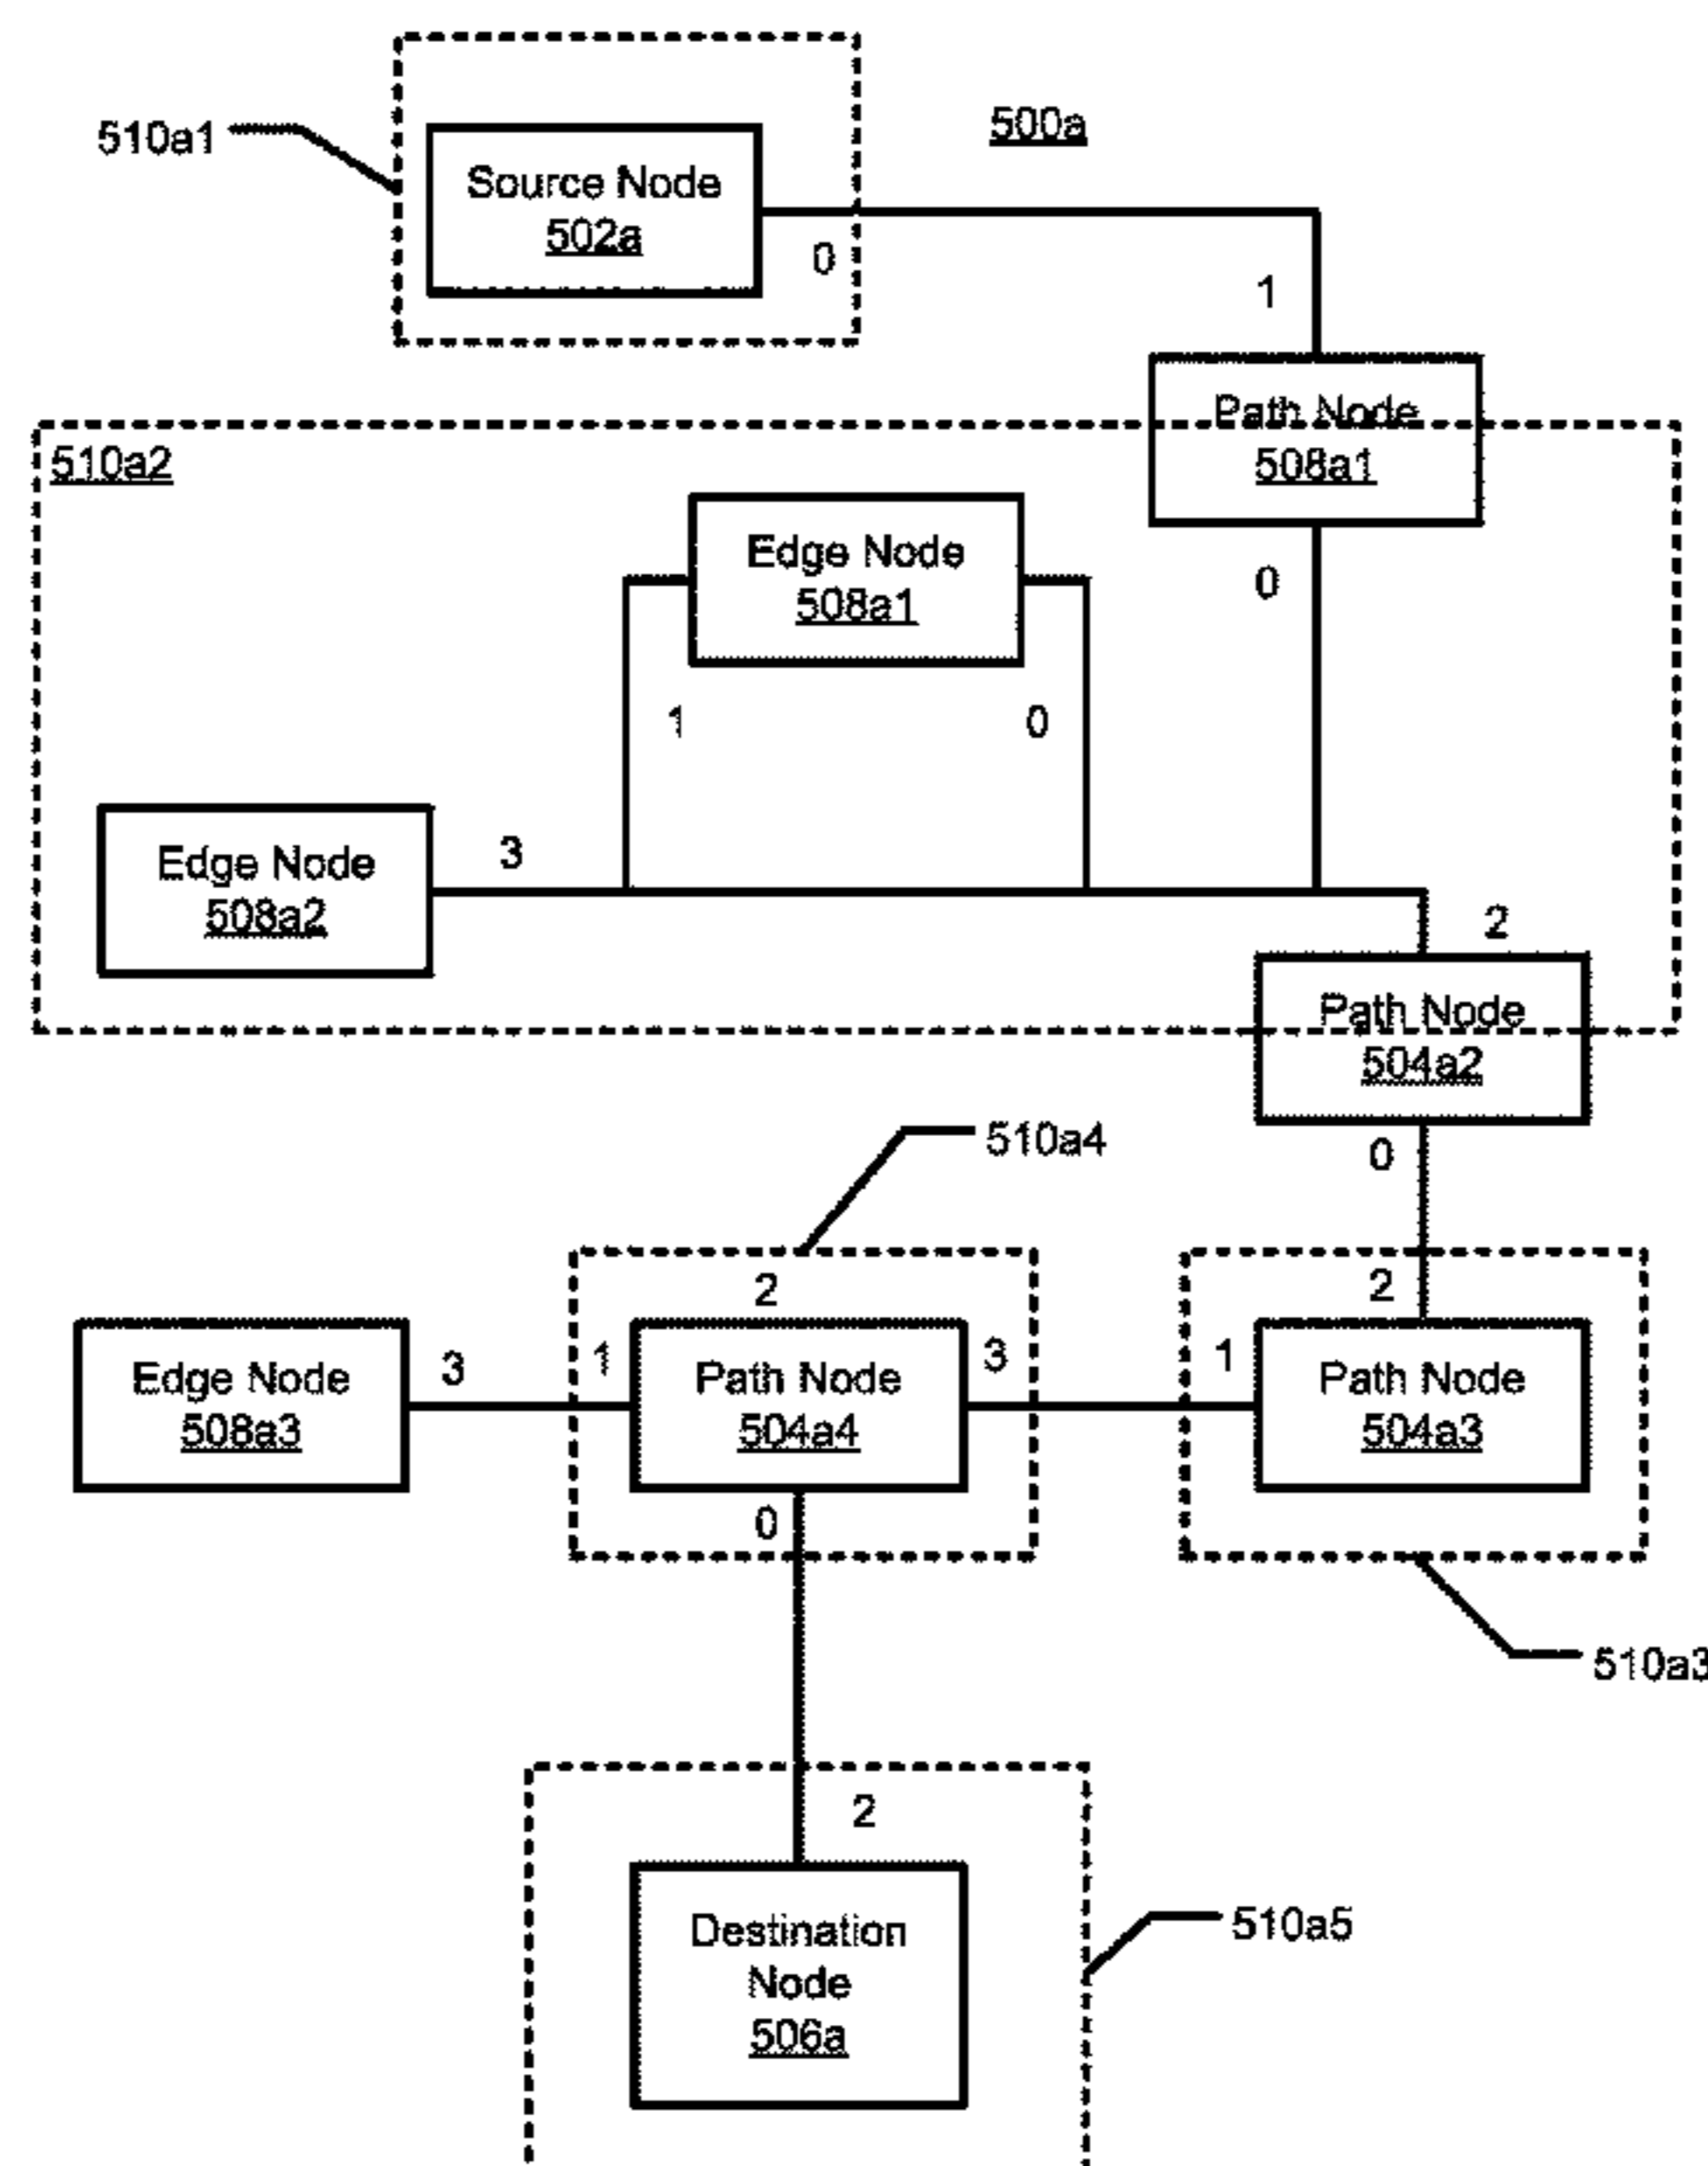 500a
510a1
Source Node
502a
0
1
Path Node
508a1
510a2
Edge Node
508a1
0
1
0
Edge Node
508a2
3
2
Path Node
504a2
0
510a4
2
2
Edge Node
508a3
3
1
Path Node
504a4
3
1
Path Node
504a3
0
510a3
2
Destination
Node
506a
510a5